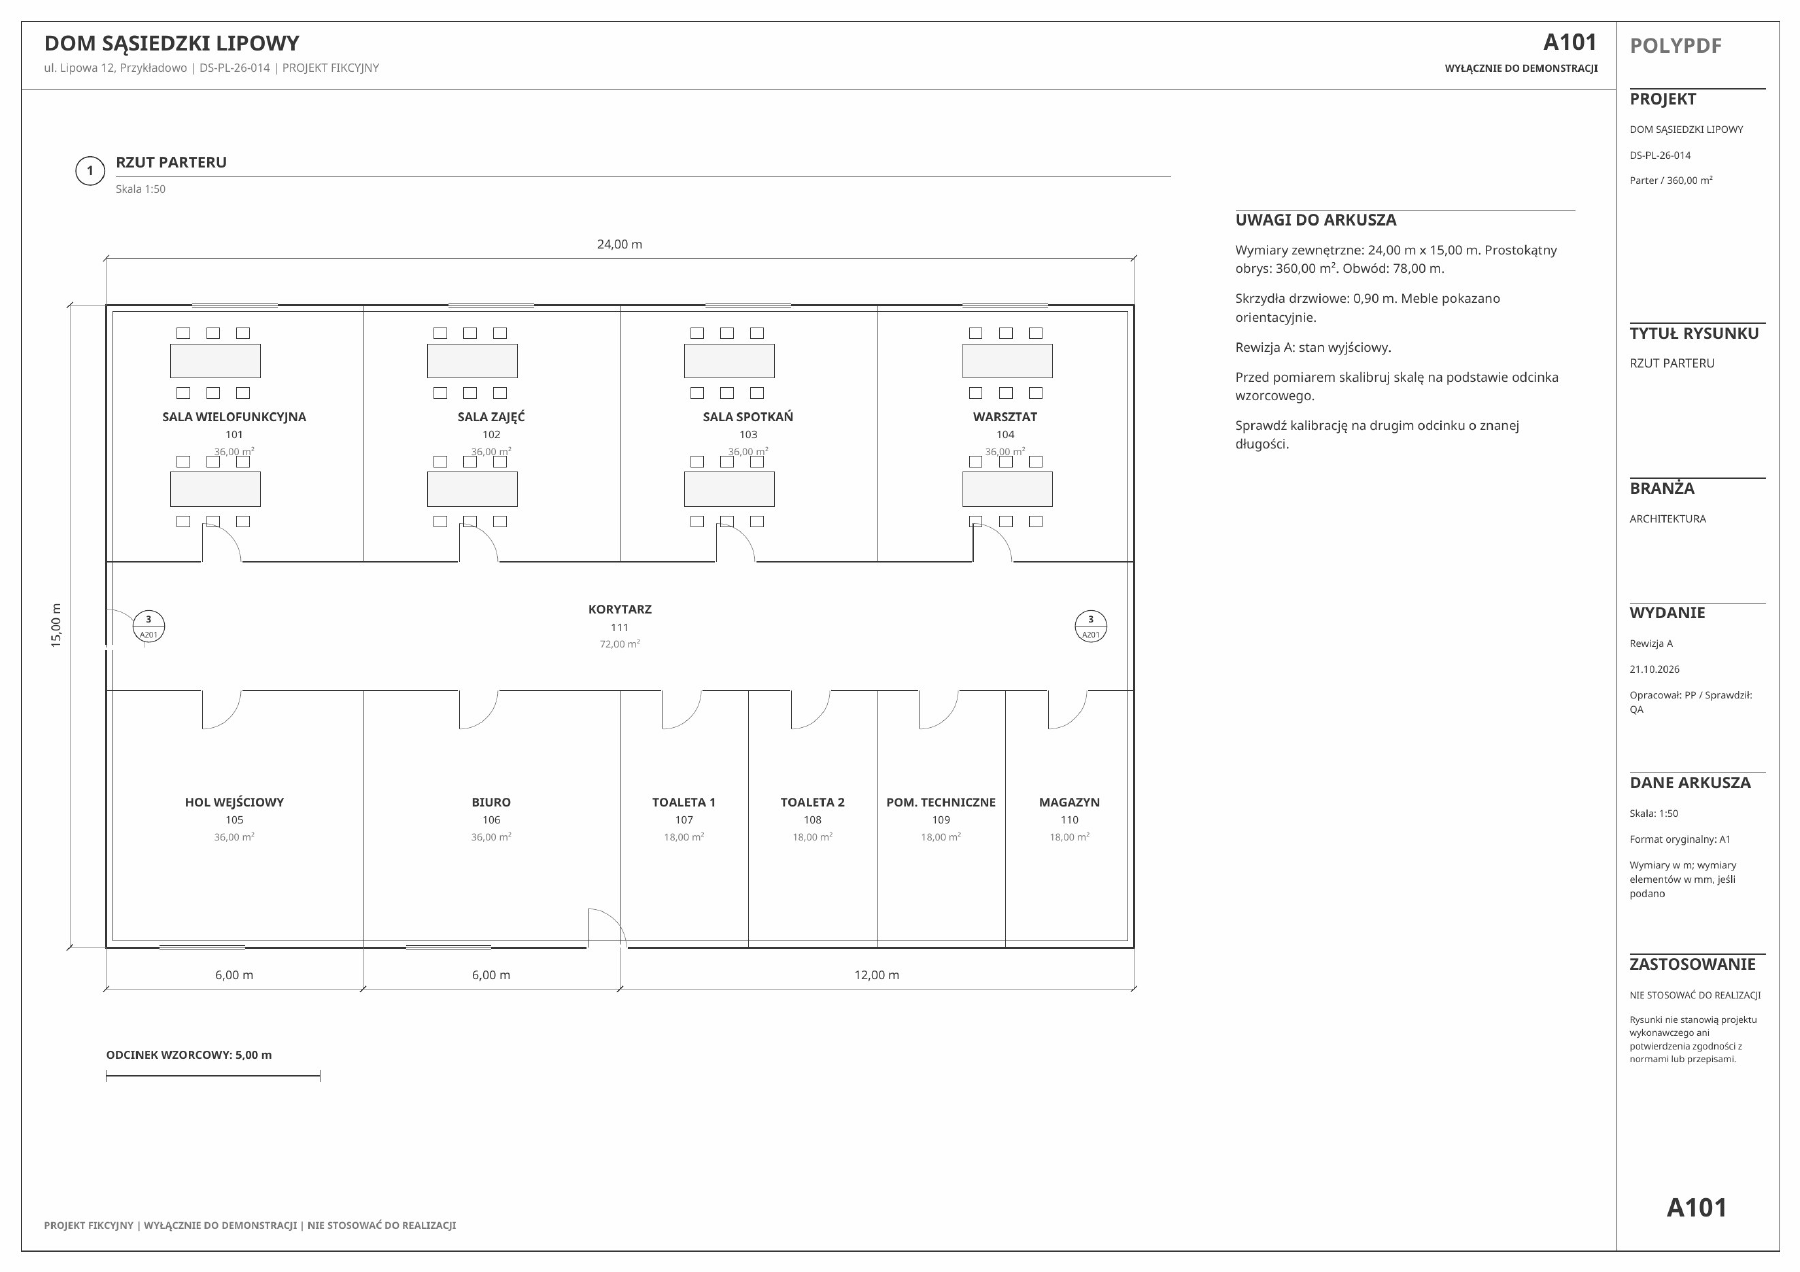 DOM SĄSIEDZKI LIPOWY
ul. Lipowa 12, Przykładowo | DS-PL-26-014 | PROJEKT FIKCYJNY
A101
WYŁĄCZNIE DO DEMONSTRACJI
1
RZUT PARTERU
Skala 1:50
24,00 m
15,00 m
SALA WIELOFUNKCYJNA
101
36,00 m²
SALA ZAJĘĆ
102
36,00 m²
SALA SPOTKAŃ
103
36,00 m²
WARSZTAT
104
36,00 m²
3
A201
KORYTARZ
111
72,00 m²
3
A201
HOL WEJŚCIOWY
105
36,00 m²
BIURO
106
36,00 m²
TOALETA 1
107
18,00 m²
TOALETA 2
108
18,00 m²
POM. TECHNICZNE
109
18,00 m²
MAGAZYN
110
18,00 m²
6,00 m
6,00 m
12,00 m
ODCINEK WZORCOWY: 5,00 m
UWAGI DO ARKUSZA
Wymiary zewnętrzne: 24,00 m x 15,00 m. Prostokątny
obrys: 360,00 m². Obwód: 78,00 m.
Skrzydła drzwiowe: 0,90 m. Meble pokazano
orientacyjnie.
Rewizja A: stan wyjściowy.
Przed pomiarem skalibruj skalę na podstawie odcinka
wzorcowego.
Sprawdź kalibrację na drugim odcinku o znanej
długości.
POLYPDF
PROJEKT
DOM SĄSIEDZKI LIPOWY
DS-PL-26-014
Parter / 360,00 m²
TYTUŁ RYSUNKU
RZUT PARTERU
BRANŻA
ARCHITEKTURA
WYDANIE
Rewizja A
21.10.2026
Opracował: PP / Sprawdził:
QA
DANE ARKUSZA
Skala: 1:50
Format oryginalny: A1
Wymiary w m; wymiary
elementów w mm, jeśli
podano
ZASTOSOWANIE
NIE STOSOWAĆ DO REALIZACJI
Rysunki nie stanowią projektu
wykonawczego ani
potwierdzenia zgodności z
normami lub przepisami.
A101
PROJEKT FIKCYJNY | WYŁĄCZNIE DO DEMONSTRACJI | NIE STOSOWAĆ DO REALIZACJI